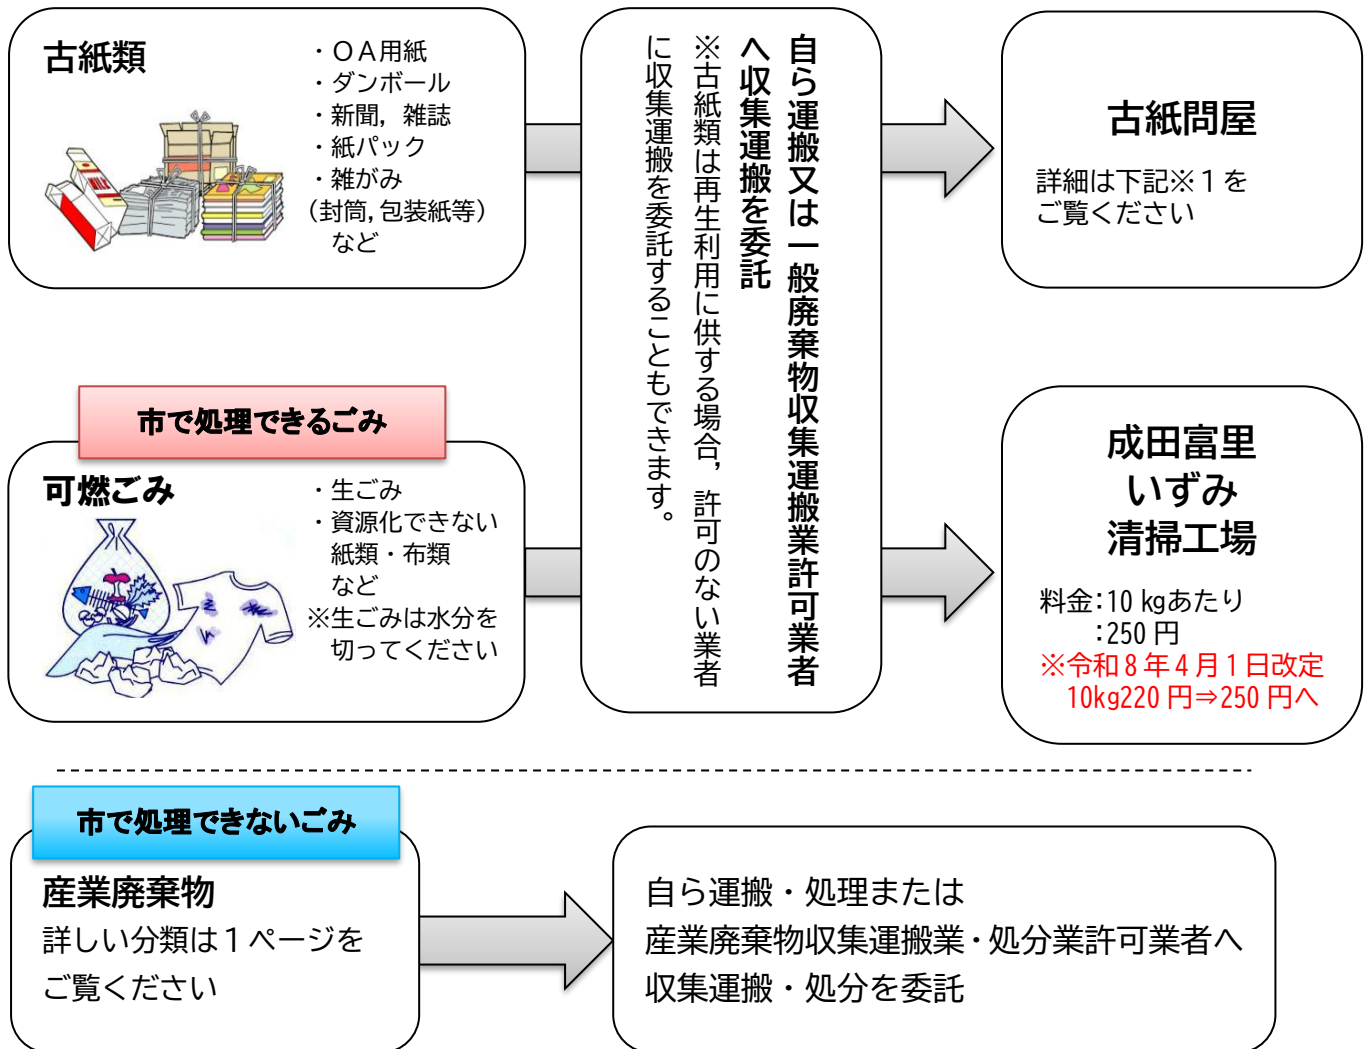 古紙類
・ＯＡ用紙
・ダンボール
・新聞，雑誌
・紙パック
・雑がみ
（封筒，包装紙等）
など
自ら運搬又は一般廃棄物収集運搬業許可業者
へ収集運搬を委託
※古紙類は再生利用に供する場合，許可のない業者
に収集運搬を委託することもできます。
古紙問屋
詳細は下記※１を
ご覧ください
市で処理できるごみ
可燃ごみ
・生ごみ
・資源化できない
紙類・布類
など
※生ごみは水分を
切ってください
成田富里
いずみ
清掃工場
料金：10 kgあたり
：250 円
※令和８年４月１日改定
10kg220 円⇒250 円へ
市で処理できないごみ
産業廃棄物
詳しい分類は１ページを
ご覧ください
自ら運搬・処理または
産業廃棄物収集運搬業・処分業許可業者へ
収集運搬・処分を委託